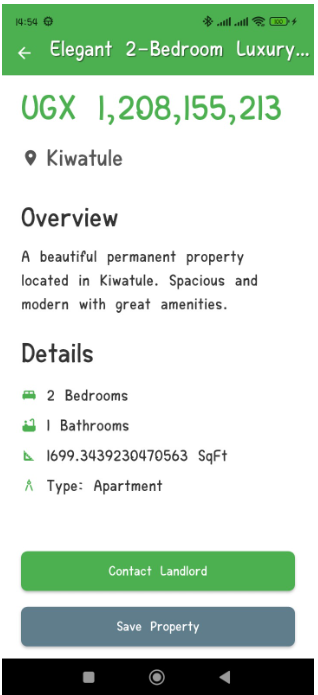 14:54
100
Elegant 2-Bedroom Luxury...
UGX 1,208,155,213
Kiwatule
Overview
A beautiful permanent property
located in Kiwatule. Spacious and
modern with great amenities.
Details
2 Bedrooms
1 Bathrooms
1699.3439230470563 SqFt
Type: Apartment
Contact Landlord
Save Property